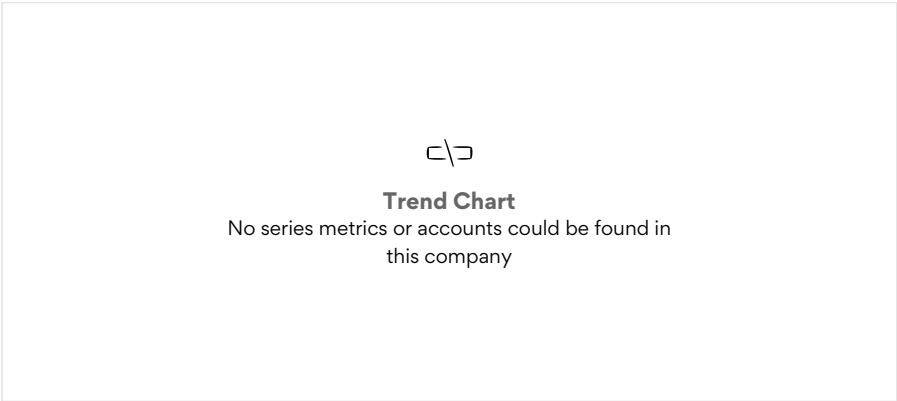 Trend Chart
No series metrics or accounts could be found in
this company